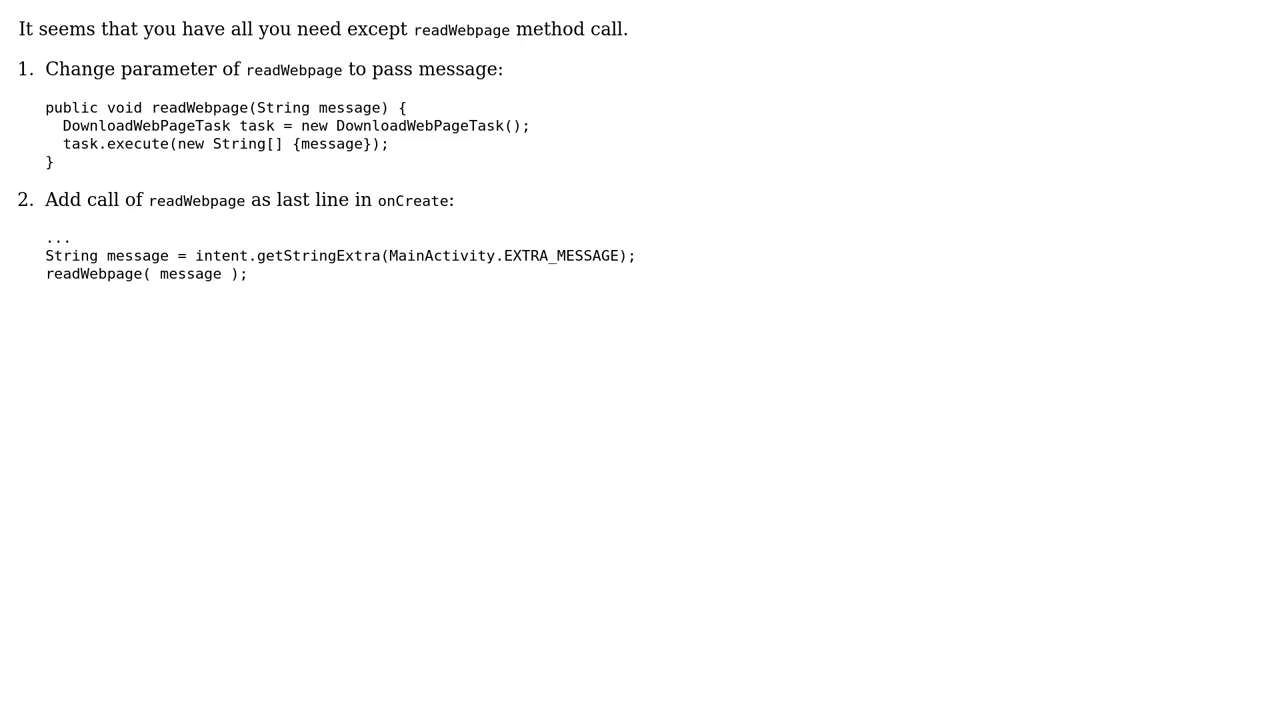 It seems that you have all you need except readWebpage method call.
1. Change parameter of readWebpage to pass message:
public void readWebpage(String message) {
  DownloadWebPageTask task = new DownloadWebPageTask();
  task.execute(new String[] {message});
}
2. Add call of readWebpage as last line in onCreate:
...
String message = intent.getStringExtra(MainActivity.EXTRA_MESSAGE);
readWebpage( message );